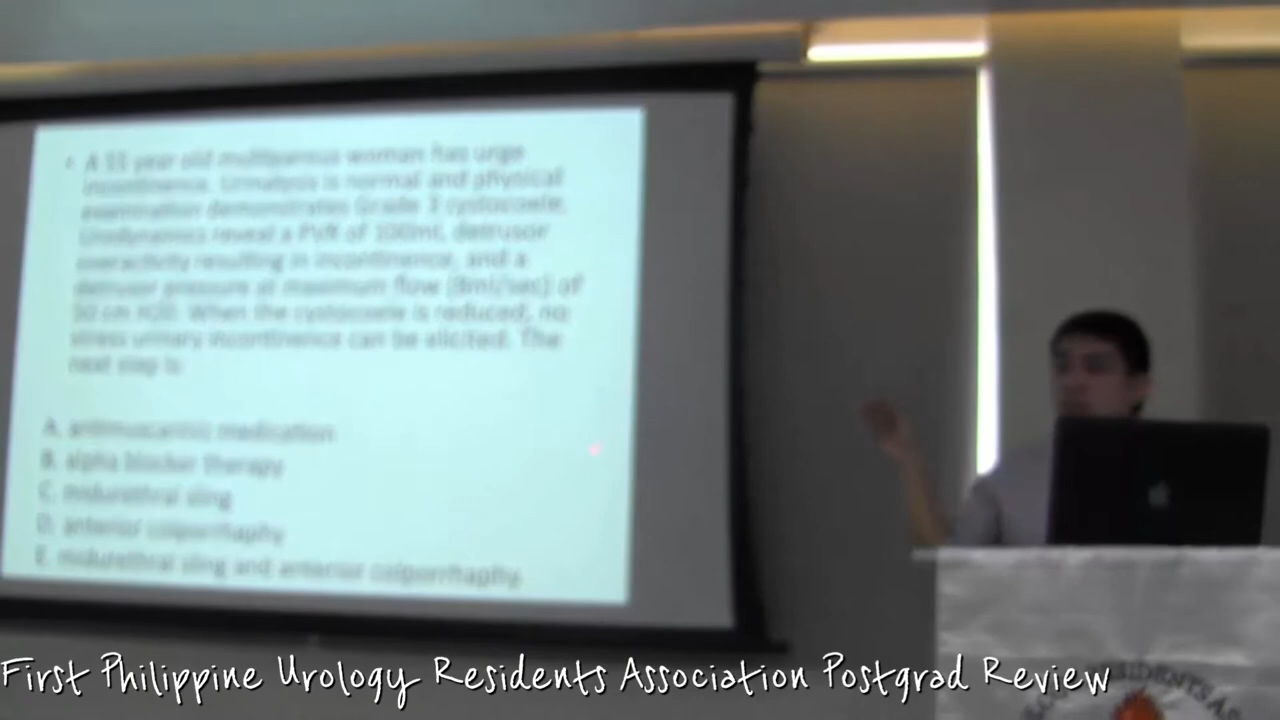 • A 55 year old multiparous woman has urge
incontinence. Urinalysis is normal and physical
examination demonstrates Grade 3 cystocoele.
Urodynamics reveal a PVR of 100ml, detrusor
overactivity resulting in incontinence, and a
detrusor pressure at maximum flow (8ml/sec) of
50 cm H20. When the cystocoele is reduced, no
stress urinary incontinence can be elicited. The
next step is:
A. antimuscarinic medication
B. alpha blocker therapy
C. midurethral sling
D. anterior colporrhaphy
E. midurethral sling and anterior colporrhaphy
First Philippine Urology Residents Association Postgrad Review
RESIDENTS AS